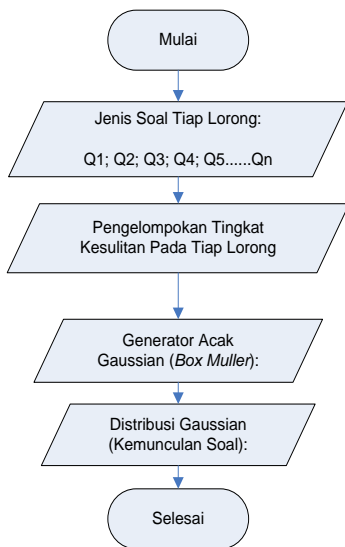 Mulai
Jenis Soal Tiap Lorong:
Q1; Q2; Q3; Q4; Q5......Qn
Pengelompokan Tingkat
Kesulitan Pada Tiap Lorong
Generator Acak
Gaussian (Box Muller):
Distribusi Gaussian
(Kemunculan Soal):
Selesai